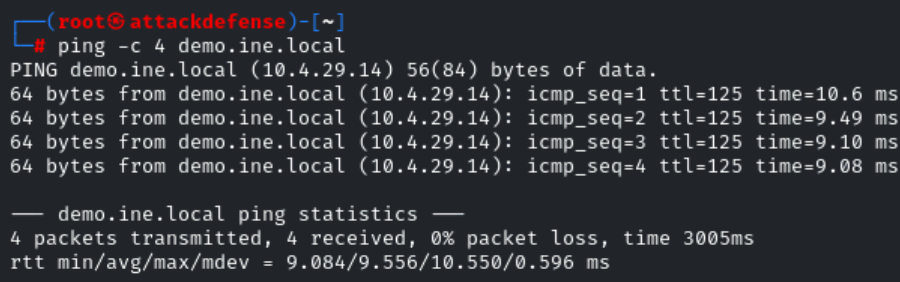 ┌──(root㉿attackdefense)-[~]
└─# ping -c 4 demo.ine.local
PING demo.ine.local (10.4.29.14) 56(84) bytes of data.
64 bytes from demo.ine.local (10.4.29.14): icmp_seq=1 ttl=125 time=10.6 ms
64 bytes from demo.ine.local (10.4.29.14): icmp_seq=2 ttl=125 time=9.49 ms
64 bytes from demo.ine.local (10.4.29.14): icmp_seq=3 ttl=125 time=9.10 ms
64 bytes from demo.ine.local (10.4.29.14): icmp_seq=4 ttl=125 time=9.08 ms
--- demo.ine.local ping statistics ---
4 packets transmitted, 4 received, 0% packet loss, time 3005ms
rtt min/avg/max/mdev = 9.084/9.556/10.550/0.596 ms